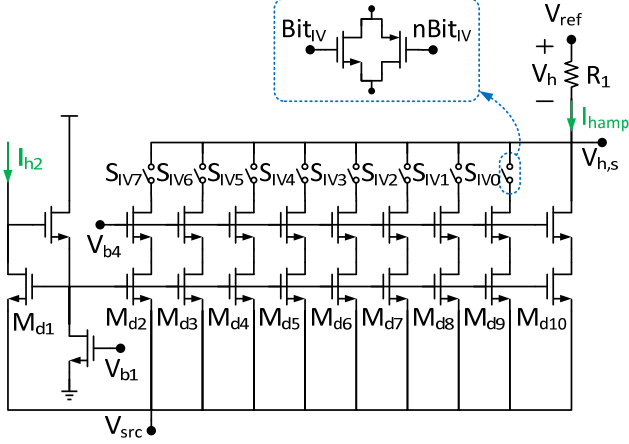 Bit_IV
nBit_IV
V_ref
+
V_h
−
R_1
I_hamp
I_h2
S_IV7 S_IV6 S_IV5 S_IV4 S_IV3 S_IV2 S_IV1 S_IV0
V_h,s
V_b4
M_d1
M_d2 M_d3 M_d4 M_d5 M_d6 M_d7 M_d8 M_d9 M_d10
V_b1
V_src